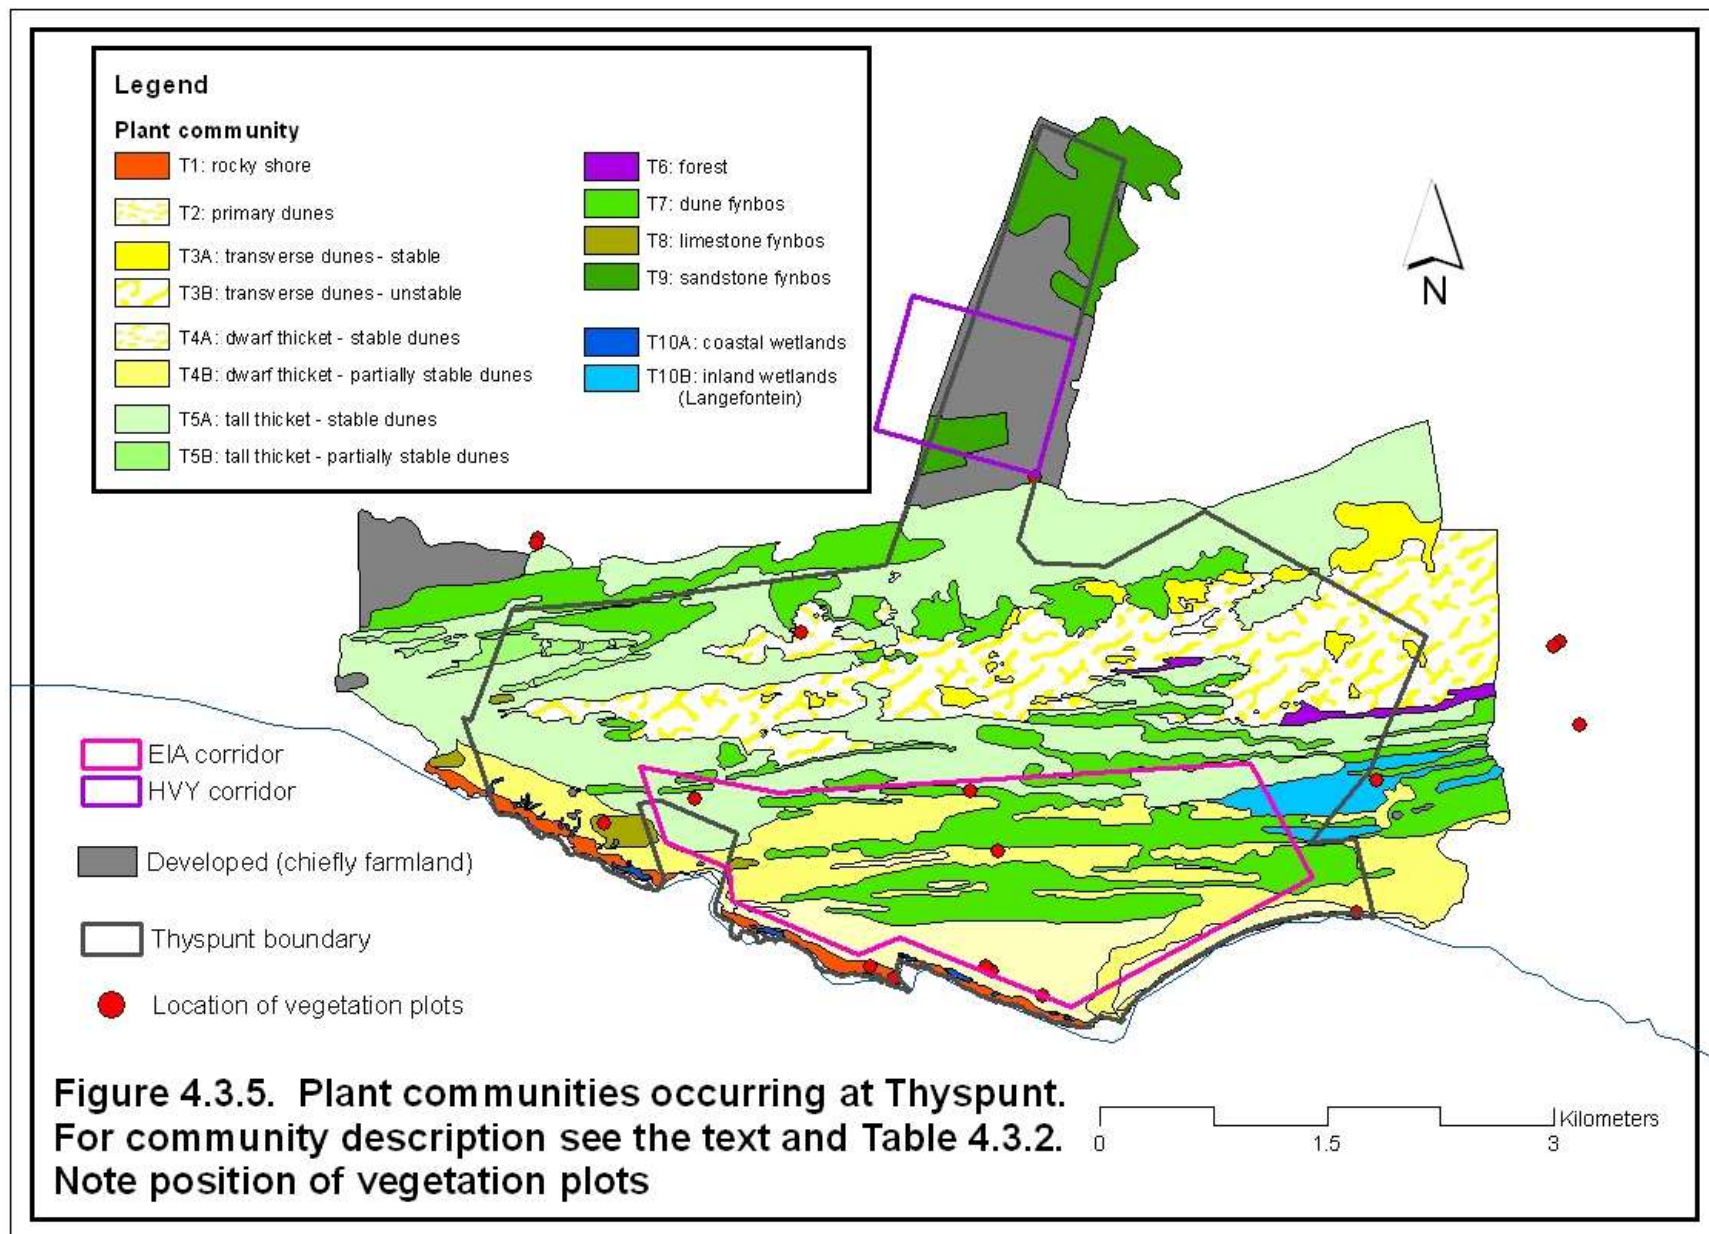 Legend
Plant community
T1: rocky shore
T2: primary dunes
T3A: transverse dunes - stable
T3B: transverse dunes - unstable
T4A: dwarf thicket - stable dunes
T4B: dwarf thicket - partially stable dunes
T5A: tall thicket - stable dunes
T5B: tall thicket - partially stable dunes
T6: forest
T7: dune fynbos
T8: limestone fynbos
T9: sandstone fynbos
T10A: coastal wetlands
T10B: inland wetlands
(Langefontein)
N
EIA corridor
HVY corridor
Developed (chiefly farmland)
Thyspunt boundary
Location of vegetation plots
Figure 4.3.5. Plant communities occurring at Thyspunt.
For community description see the text and Table 4.3.2.
Note position of vegetation plots
Kilometers
0 1.5 3